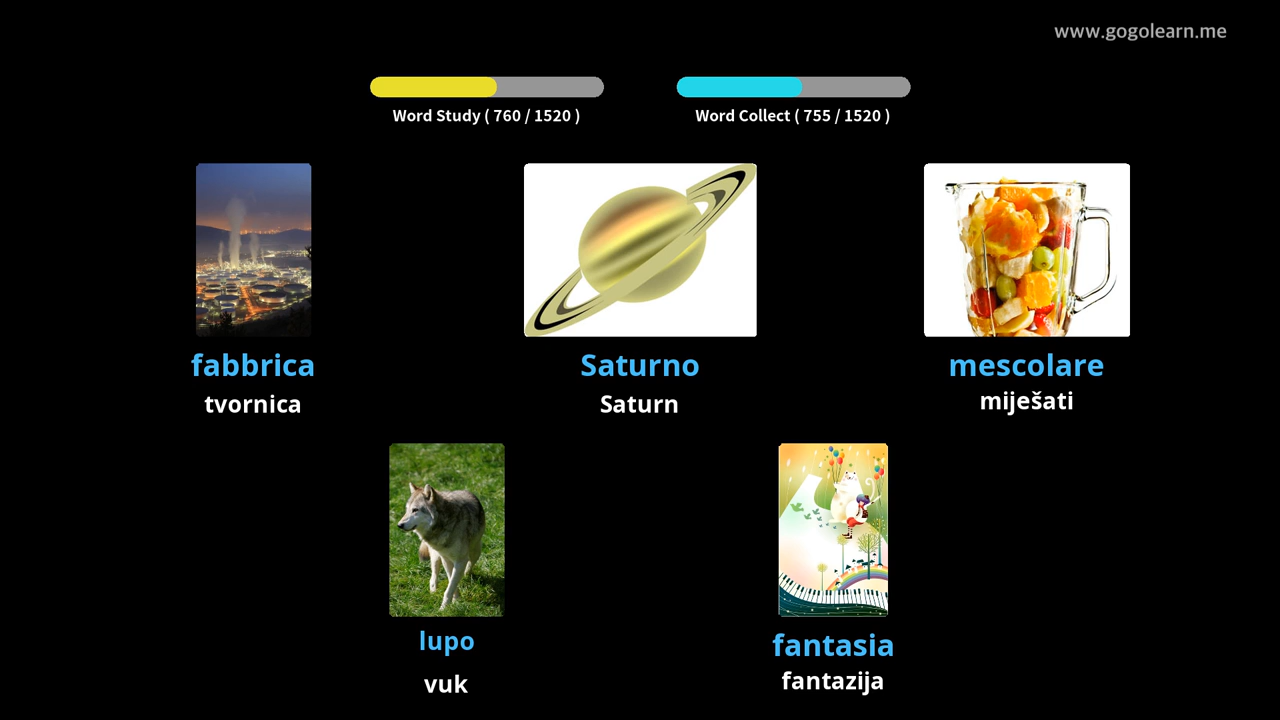 www.gogolearn.me
Word Study ( 760 / 1520 )
Word Collect ( 755 / 1520 )
fabbrica
tvornica
Saturno
Saturn
mescolare
miješati
lupo
vuk
fantasia
fantazija